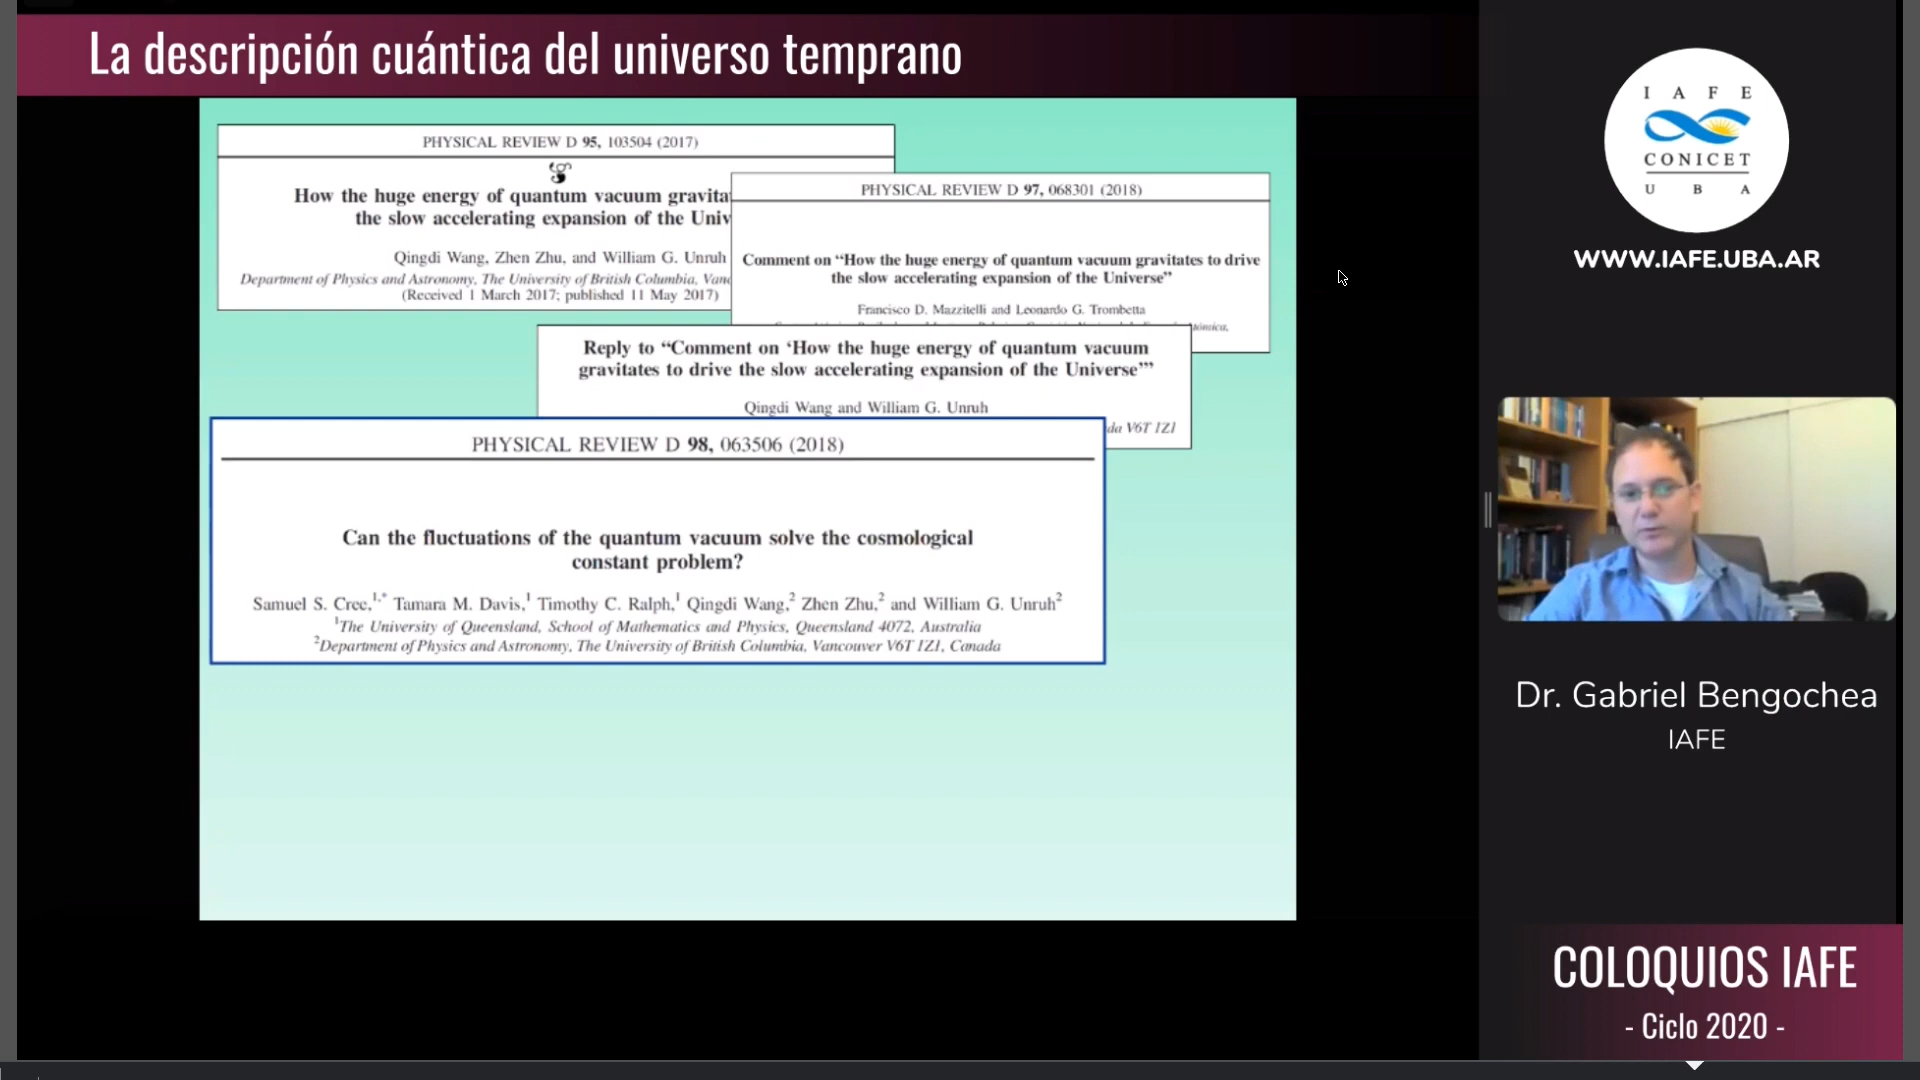 La descripción cuántica del universo temprano
PHYSICAL REVIEW D 95, 103504 (2017)
How the huge energy of quantum vacuum gravita
the slow accelerating expansion of the Univ
Qingdi Wang, Zhen Zhu, and William G. Unruh
Department of Physics and Astronomy, The University of British Columbia, Vanc
(Received 1 March 2017; published 11 May 2017)
PHYSICAL REVIEW D 97, 068301 (2018)
Comment on “How the huge energy of quantum vacuum gravitates to drive
the slow accelerating expansion of the Universe”
Francisco D. Mazzitelli and Leonardo G. Trombetta
Reply to “Comment on ‘How the huge energy of quantum vacuum
gravitates to drive the slow accelerating expansion of the Universe’”
Qingdi Wang and William G. Unruh
da V6T 1Z1
PHYSICAL REVIEW D 98, 063506 (2018)
Can the fluctuations of the quantum vacuum solve the cosmological
constant problem?
Samuel S. Cree,1,* Tamara M. Davis,1 Timothy C. Ralph,1 Qingdi Wang,2 Zhen Zhu,2 and William G. Unruh2
1The University of Queensland, School of Mathematics and Physics, Queensland 4072, Australia
2Department of Physics and Astronomy, The University of British Columbia, Vancouver V6T 1Z1, Canada
I A F E
CONICET
U B A
WWW.IAFE.UBA.AR
Dr. Gabriel Bengochea
IAFE
COLOQUIOS IAFE
- Ciclo 2020 -